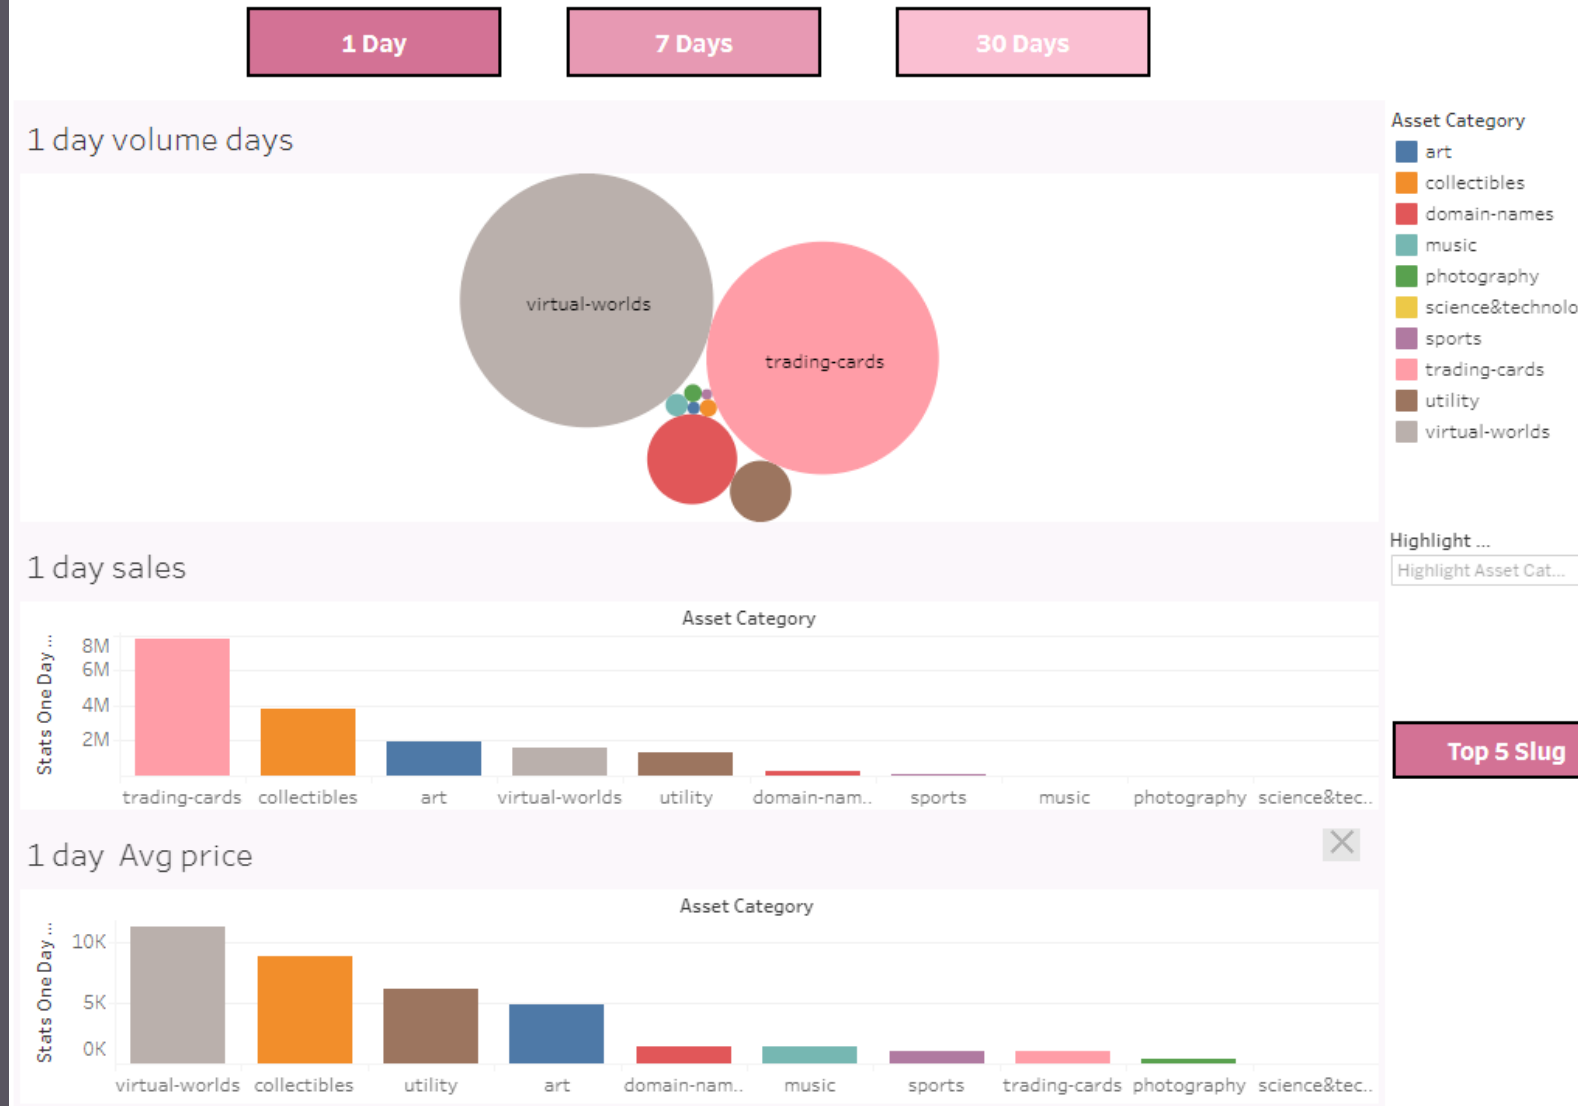 1 Day
7 Days
30 Days
1 day volume days
virtual-worlds
trading-cards
Asset Category
art
collectibles
domain-names
music
photography
science&technolo
sports
trading-cards
utility
virtual-worlds
Highlight ...
Highlight Asset Cat...
1 day sales
Asset Category
Stats One Day ...
8M
6M
4M
2M
trading-cards collectibles art virtual-worlds utility domain-nam.. sports music photography science&tec..
Top 5 Slug
1 day Avg price
Asset Category
Stats One Day ...
10K
5K
0K
virtual-worlds collectibles utility art domain-nam.. music sports trading-cards photography science&tec..